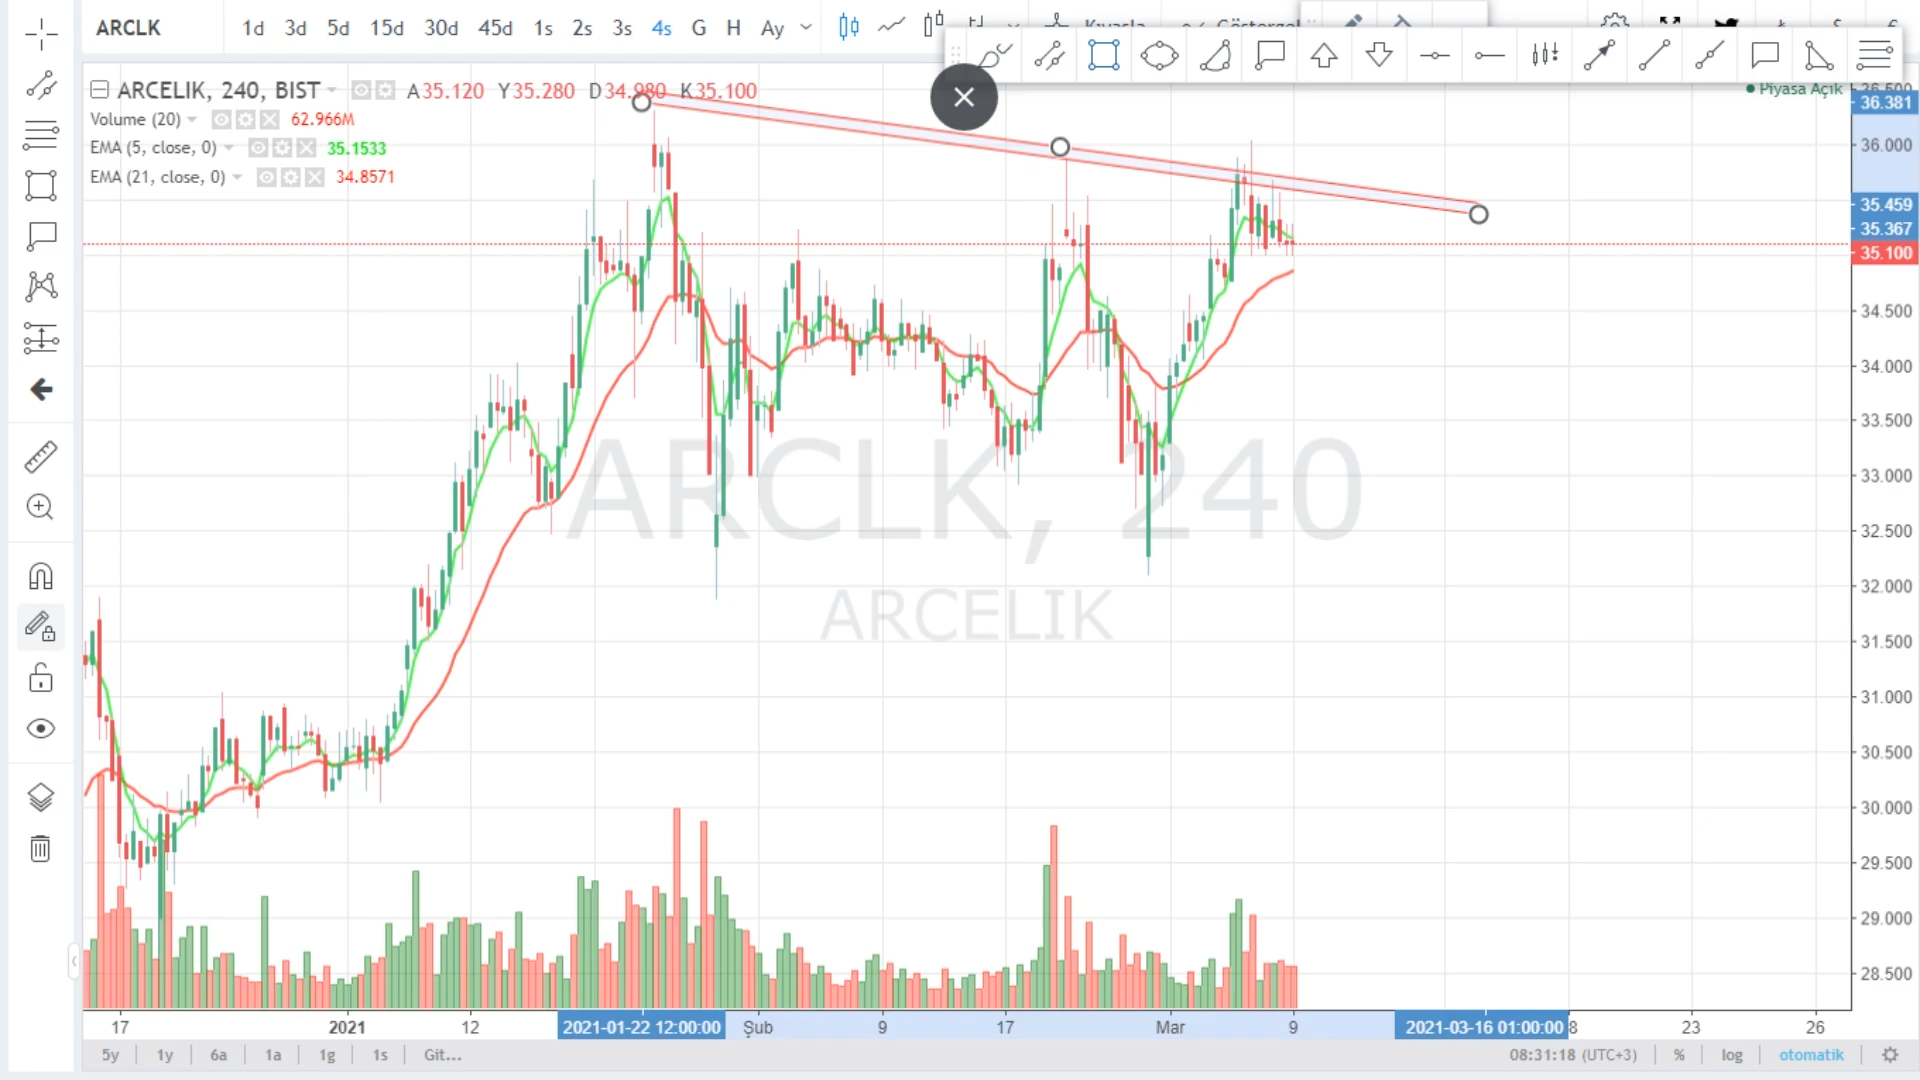 ARCLK 1d 3d 5d 15d 30d 45d 1s 2s 3s 4s G H Ay
ARCELIK, 240, BIST A35.120 Y35.280 D34.980 K35.100
Piyasa Açık
Volume (20) 62.966M
EMA (5, close, 0) 35.1533
EMA (21, close, 0) 34.8571
36.381
36.000
35.459
35.367
35.100
34.500
34.000
33.500
33.000
32.500
32.000
31.500
31.000
30.500
30.000
29.500
29.000
28.500
ARCLK, 240
ARCELIK
17 2021 12 2021-01-22 12:00:00 Şub 9 17 Mar 9 2021-03-16 01:00:00 8 23 26
5y 1y 6a 1a 1g 1s Git... 08:31:18 (UTC+3) % log otomatik